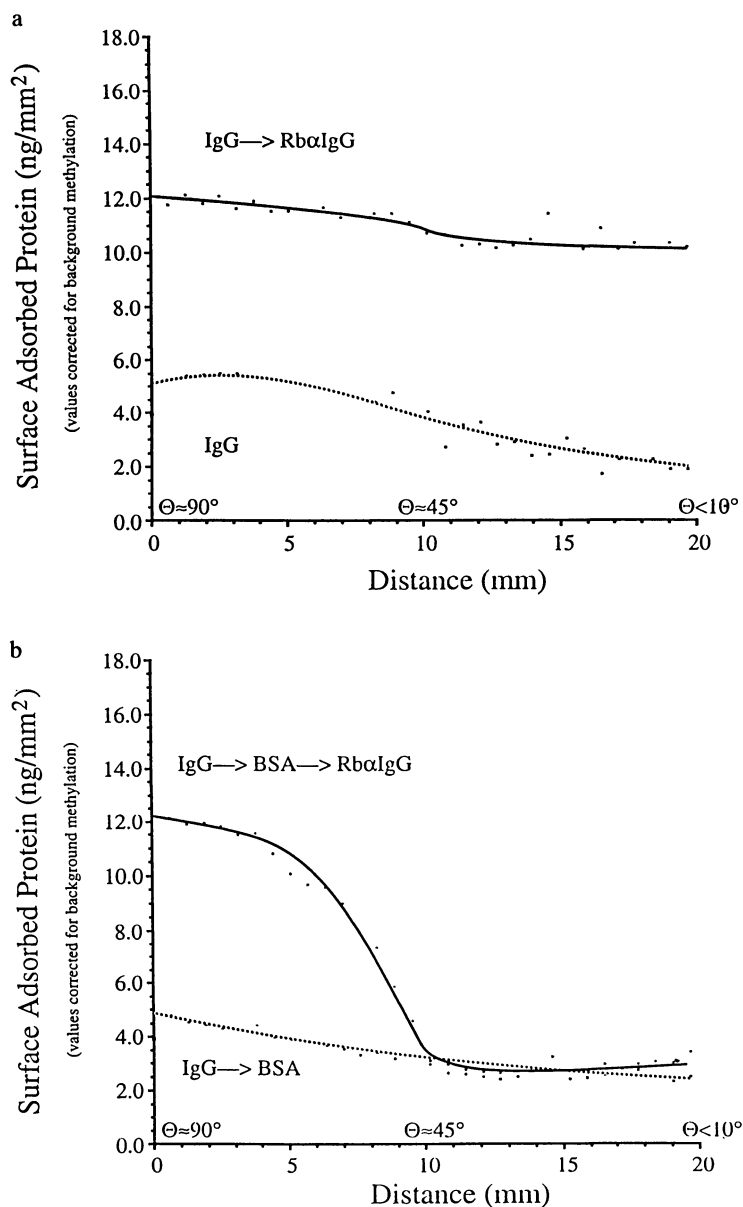 a
Surface Adsorbed Protein (ng/mm²)
(values corrected for background methylation)
18.0
16.0
14.0
12.0
10.0
8.0
6.0
4.0
2.0
0.0
IgG—> RbαIgG
IgG
Θ≈90°
Θ≈45°
Θ<10°
0
5
10
15
20
Distance (mm)
b
Surface Adsorbed Protein (ng/mm²)
(values corrected for background methylation)
18.0
16.0
14.0
12.0
10.0
8.0
6.0
4.0
2.0
0.0
IgG—> BSA—> RbαIgG
IgG—> BSA
Θ≈90°
Θ≈45°
Θ<10°
0
5
10
15
20
Distance (mm)